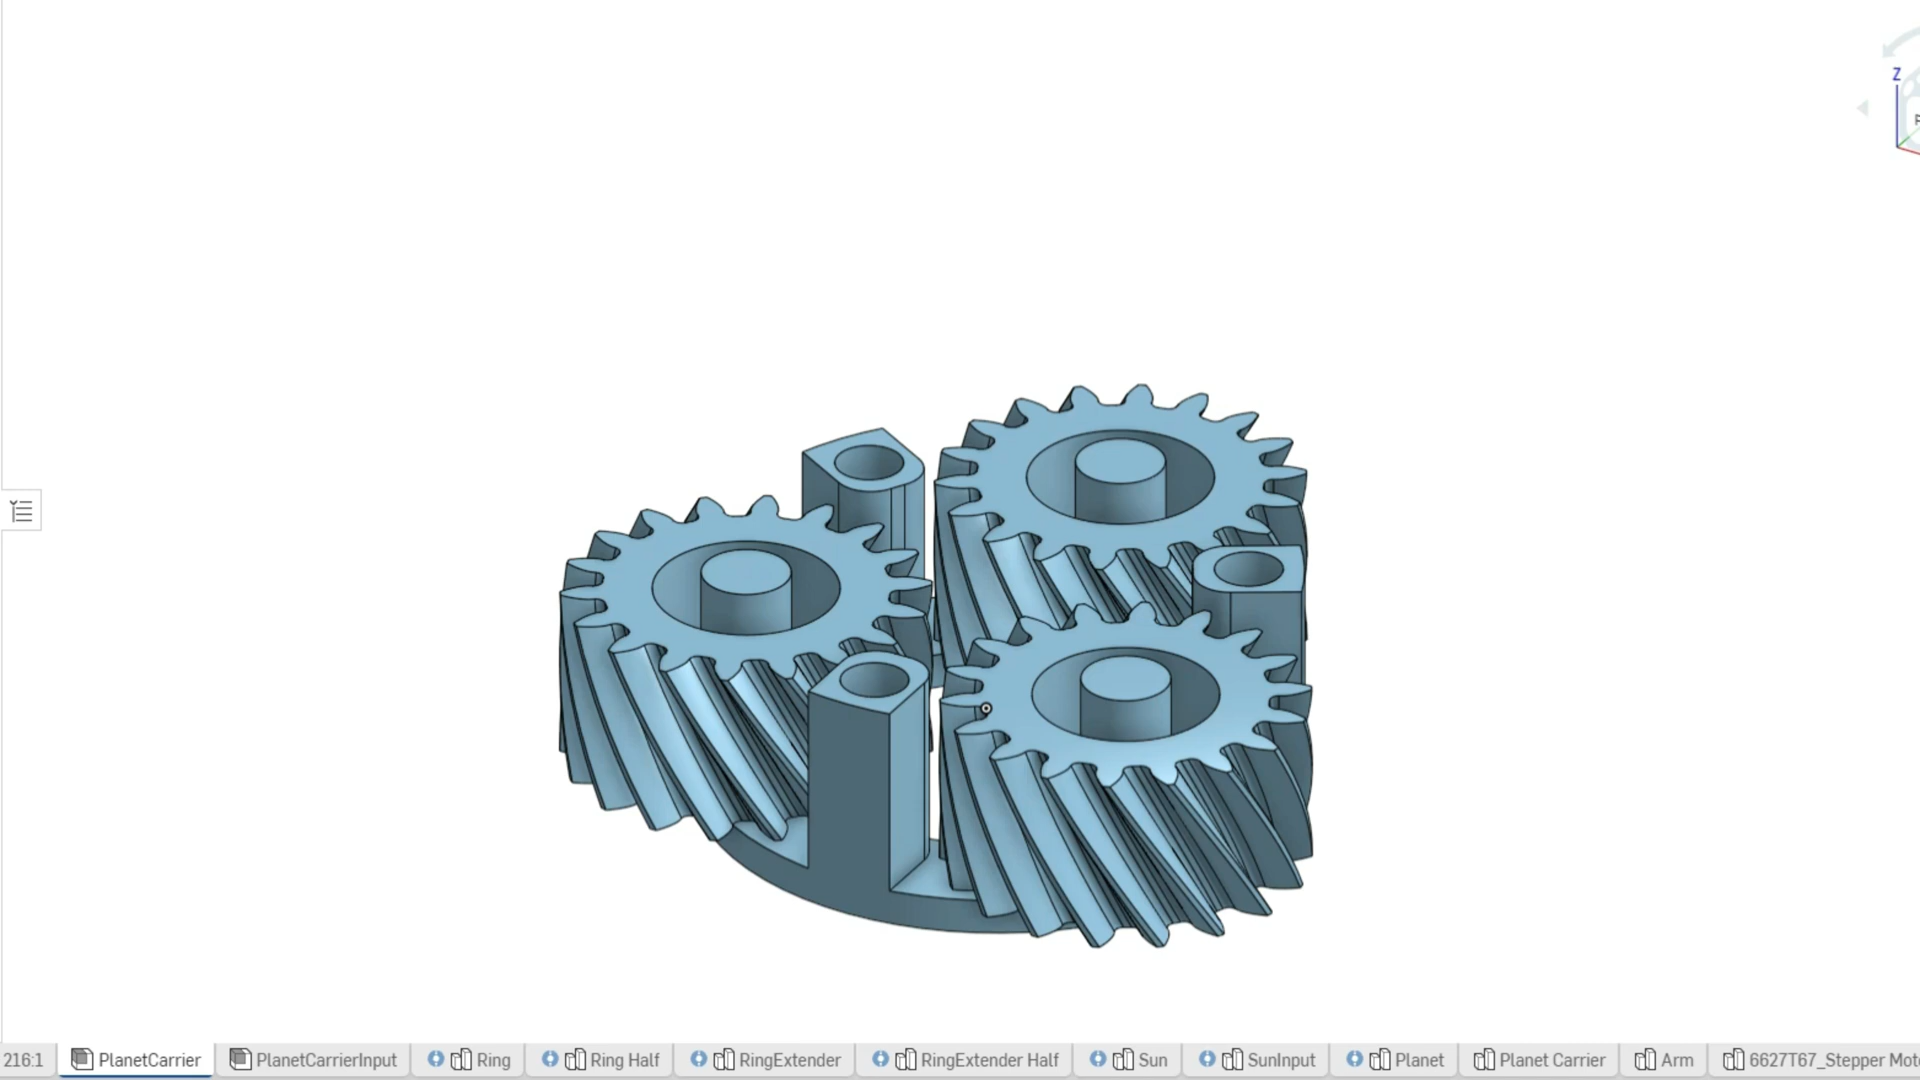 Z
216:1 PlanetCarrier PlanetCarrierInput Ring Ring Half RingExtender RingExtender Half Sun SunInput Planet Planet Carrier Arm 6627T67_Stepper Mot